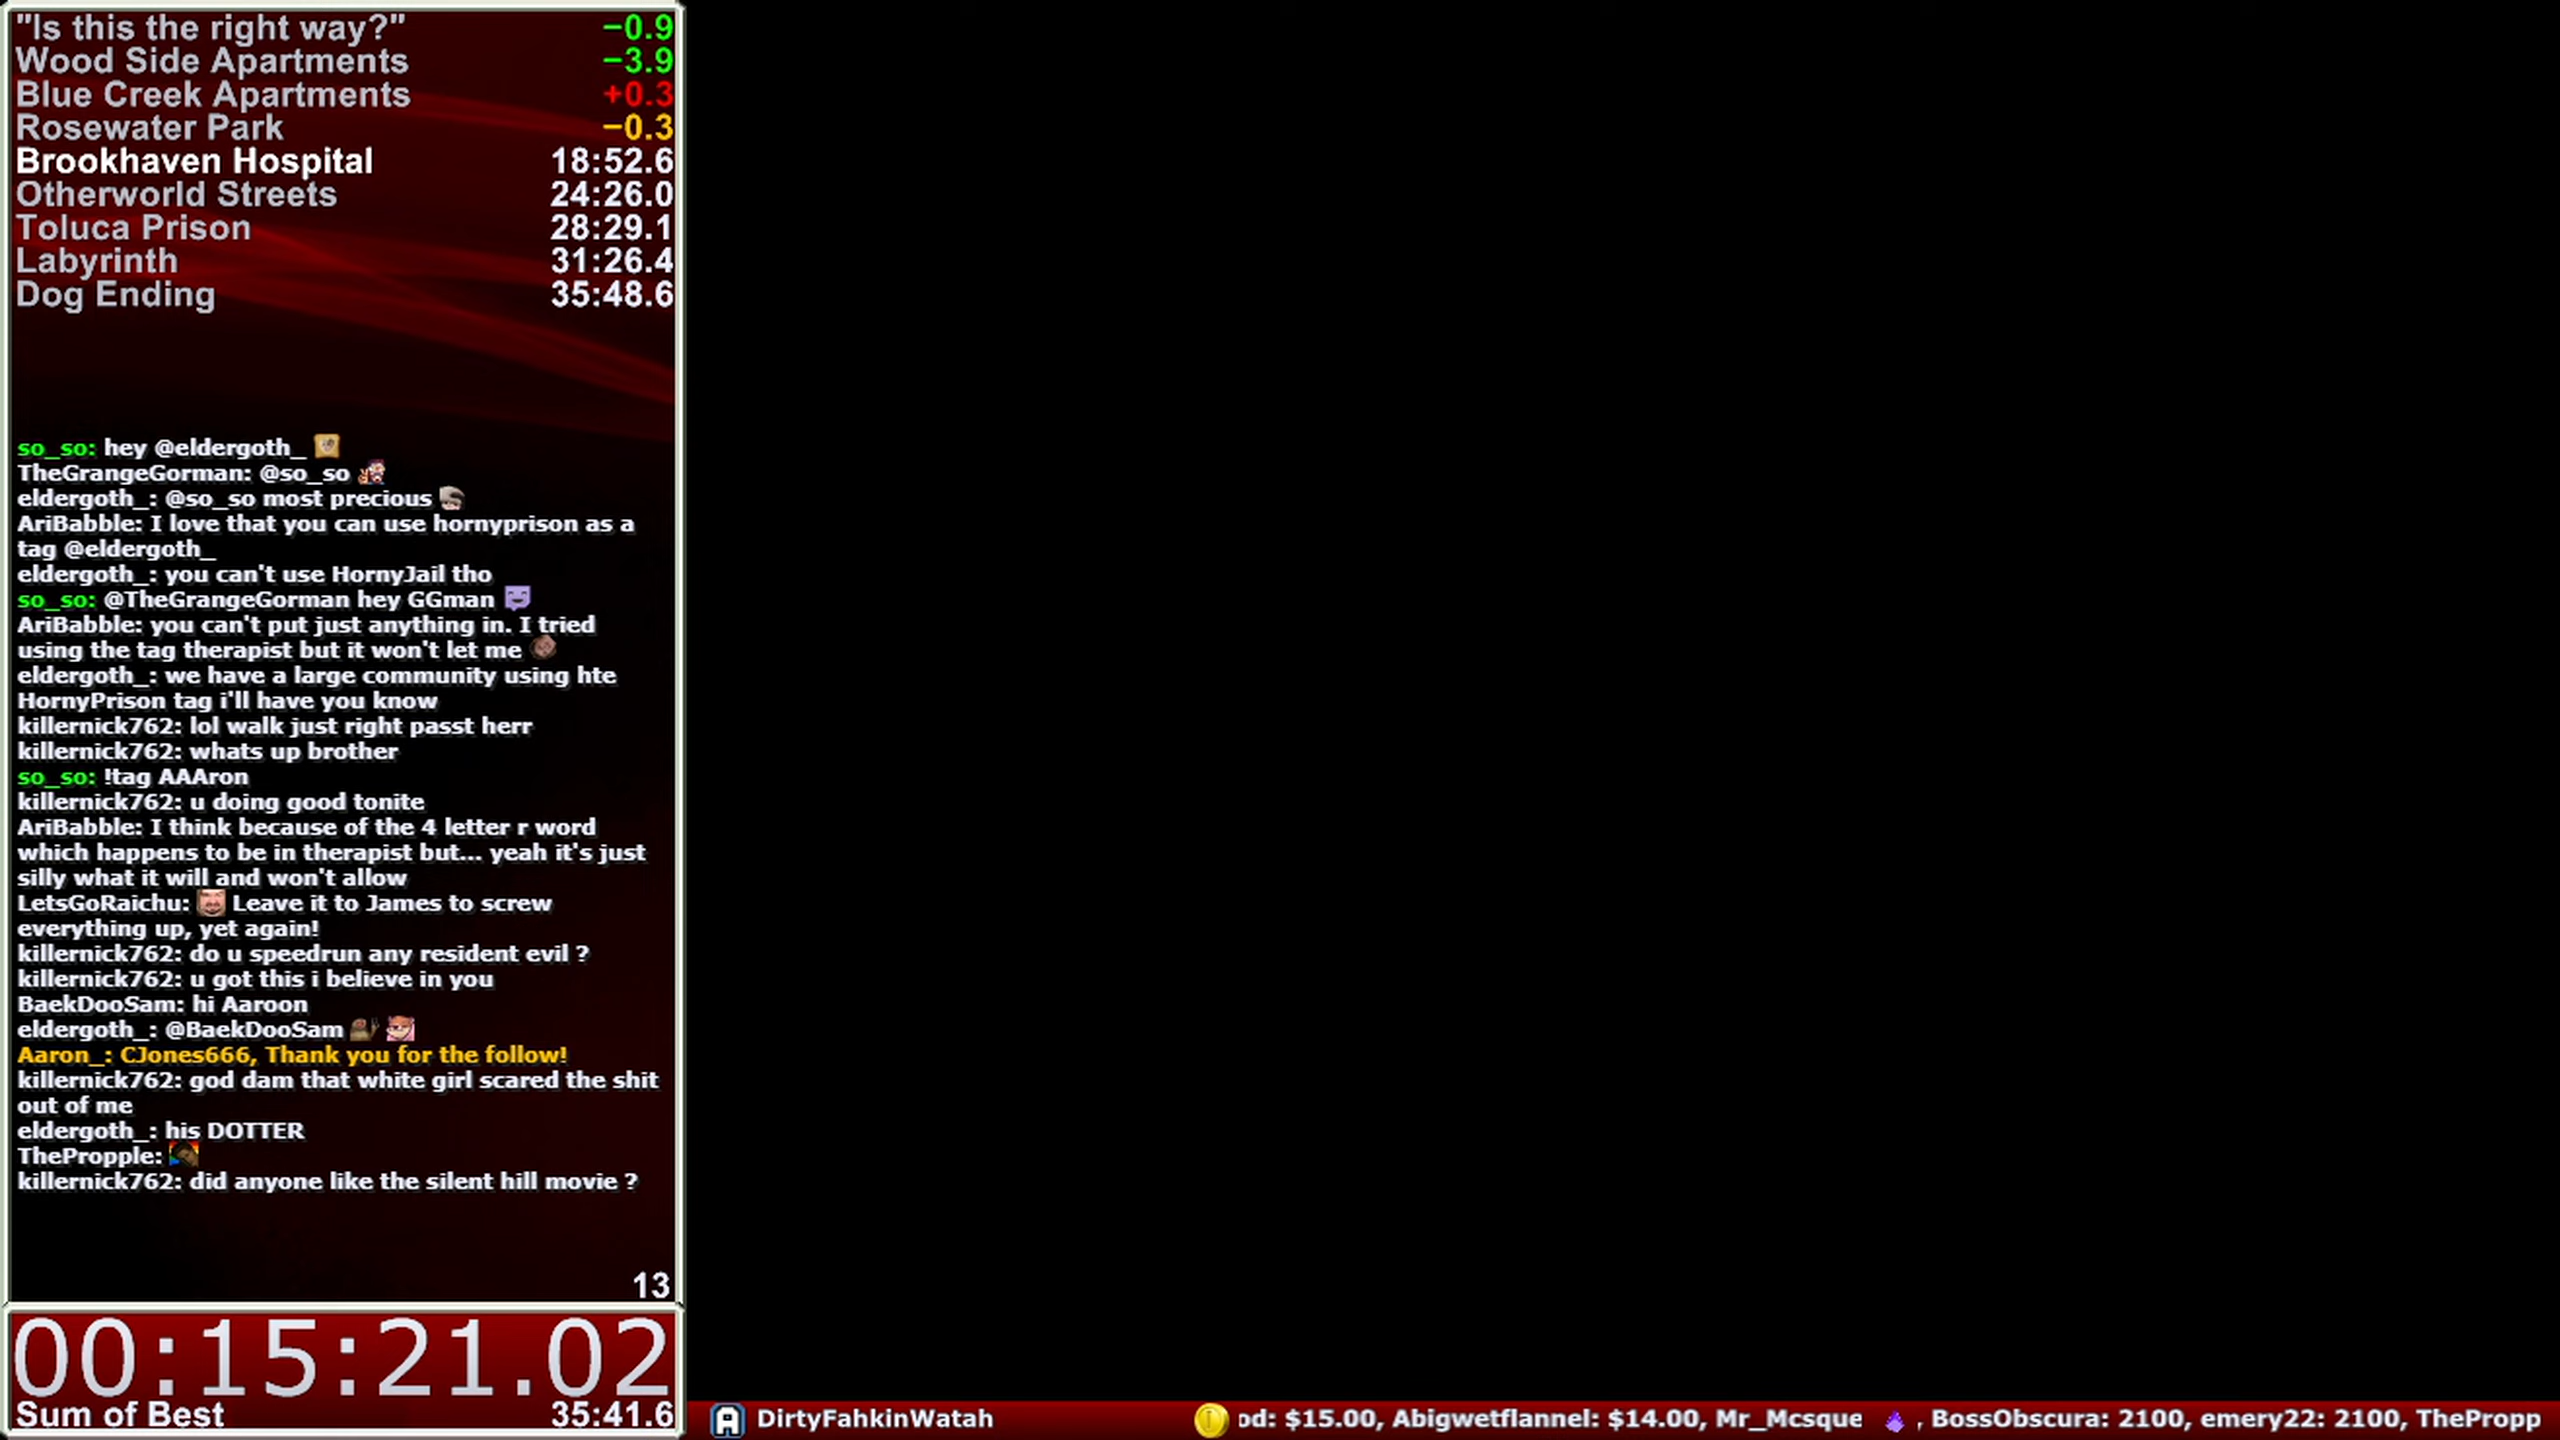 "Is this the right way?" −0.9
Wood Side Apartments −3.9
Blue Creek Apartments +0.3
Rosewater Park −0.3
Brookhaven Hospital 18:52.6
Otherworld Streets 24:26.0
Toluca Prison 28:29.1
Labyrinth 31:26.4
Dog Ending 35:48.6
so_so: hey @eldergoth_
TheGrangeGorman: @so_so
eldergoth_: @so_so most precious
AriBabble: I love that you can use hornyprison as a
tag @eldergoth_
eldergoth_: you can't use HornyJail tho
so_so: @TheGrangeGorman hey GGman
AriBabble: you can't put just anything in. I tried
using the tag therapist but it won't let me
eldergoth_: we have a large community using hte
HornyPrison tag i'll have you know
killernick762: lol walk just right passt herr
killernick762: whats up brother
so_so: !tag AAAron
killernick762: u doing good tonite
AriBabble: I think because of the 4 letter r word
which happens to be in therapist but... yeah it's just
silly what it will and won't allow
LetsGoRaichu: Leave it to James to screw
everything up, yet again!
killernick762: do u speedrun any resident evil ?
killernick762: u got this i believe in you
BaekDooSam: hi Aaroon
eldergoth_: @BaekDooSam
Aaron_: CJones666, Thank you for the follow!
killernick762: god dam that white girl scared the shit
out of me
eldergoth_: his DOTTER
ThePropple:
killernick762: did anyone like the silent hill movie ?
13
00:15:21.02
Sum of Best 35:41.6
A DirtyFahkinWatah od: $15.00, Abigwetflannel: $14.00, Mr_Mcsque , BossObscura: 2100, emery22: 2100, ThePropp